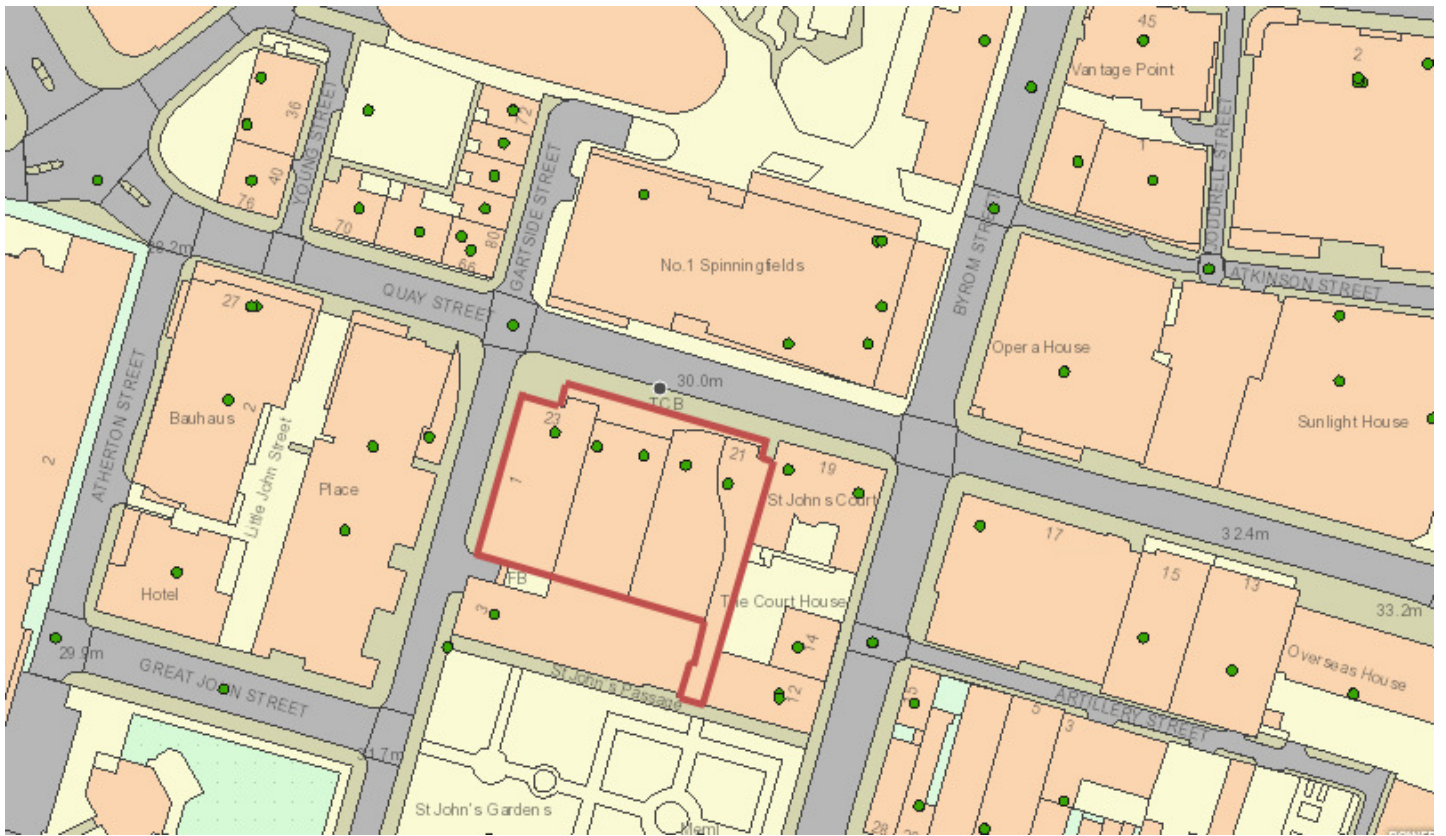 45
2
Vantage Point
36
YOUNG STREET
72
JODDRELL STREET
1
40
76
70
80
66
GARTSIDE STREET
BYROM STREET
28.2m
No.1 Spinningfields
ATKINSON STREET
QUAY STREET
27
Opera House
30.0m
TCB
ATHERTON STREET
Bauhaus
2
23
Sunlight House
Little John Street
21
19
2
Place
1
St John's Court
17
32.4m
15
13
FB
Hotel
3
The Court House
33.2m
14
29.9m
Overseas House
GREAT JOHN STREET
St John's Passage
12
15
5
3
ARTILLERY STREET
31.7m
St John's Gardens
Meml
28